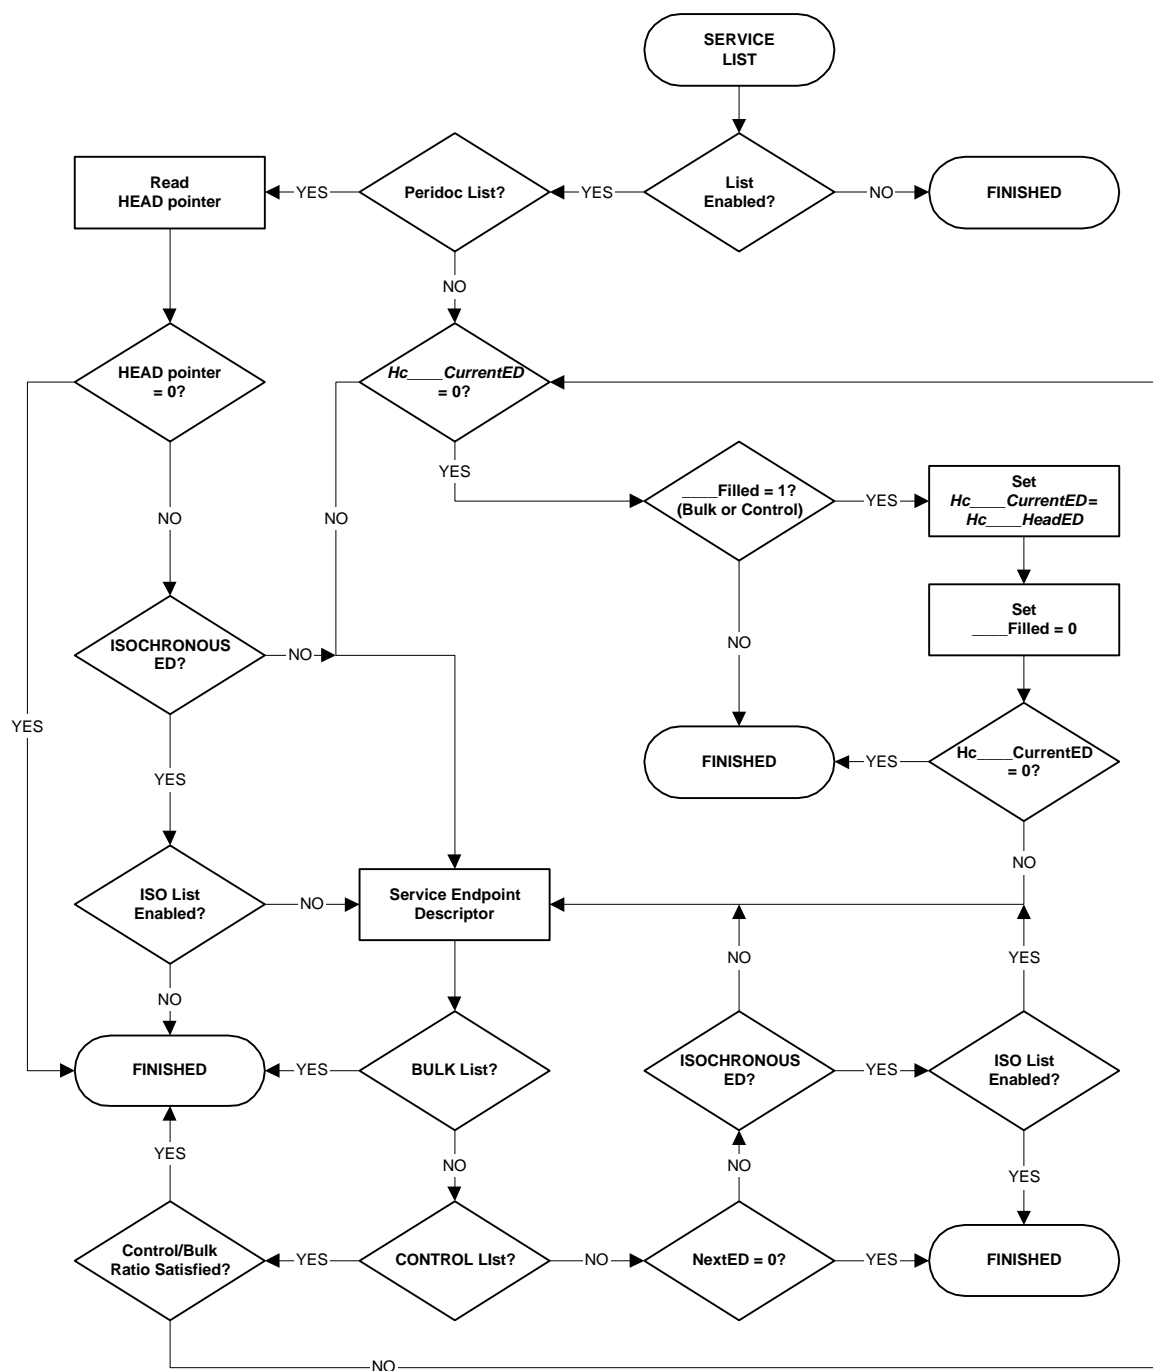 SERVICE
LIST
Read
HEAD pointer
YES
Peridoc List?
YES
List
Enabled?
NO
FINISHED
NO
HEAD pointer
= 0?
Hc____CurrentED
= 0?
YES
____Filled = 1?
(Bulk or Control)
YES
Set
Hc____CurrentED=
Hc____HeadED
NO
NO
Set
____Filled = 0
ISOCHRONOUS
ED?
NO
NO
YES
FINISHED
YES
Hc____CurrentED
= 0?
YES
NO
ISO List
Enabled?
NO
Service Endpoint
Descriptor
NO
YES
NO
FINISHED
YES
BULK List?
ISOCHRONOUS
ED?
YES
ISO List
Enabled?
YES
NO
NO
YES
Control/Bulk
Ratio Satisfied?
YES
CONTROL LIst?
NO
NextED = 0?
YES
FINISHED
NO